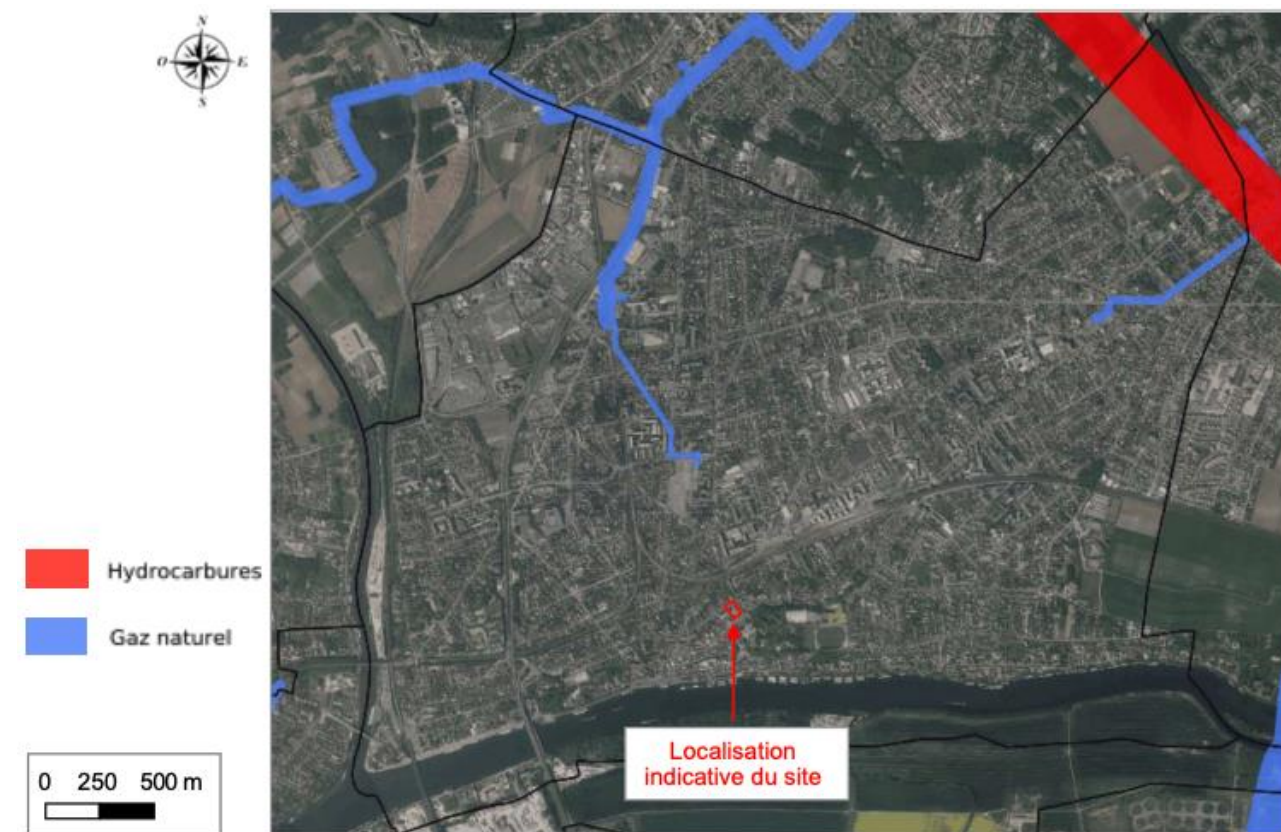 N
O
E
S
Hydrocarbures
Gaz naturel
0 250 500 m
Localisation
indicative du site